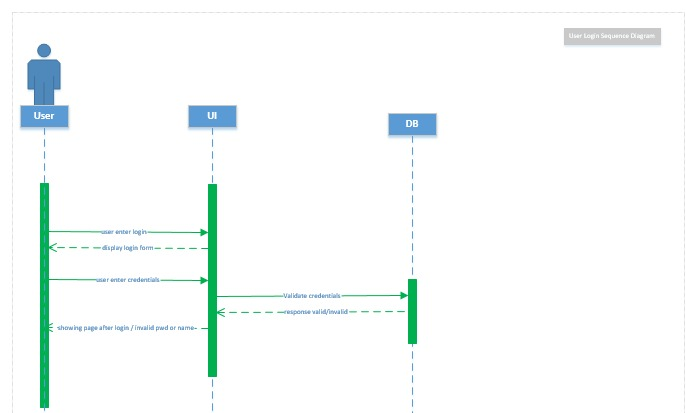 User Login Sequence Diagram
User
UI
DB
user enter login
display login form
user enter credentials
Validate credentials
response valid/invalid
showing page after login / invalid pwd or name